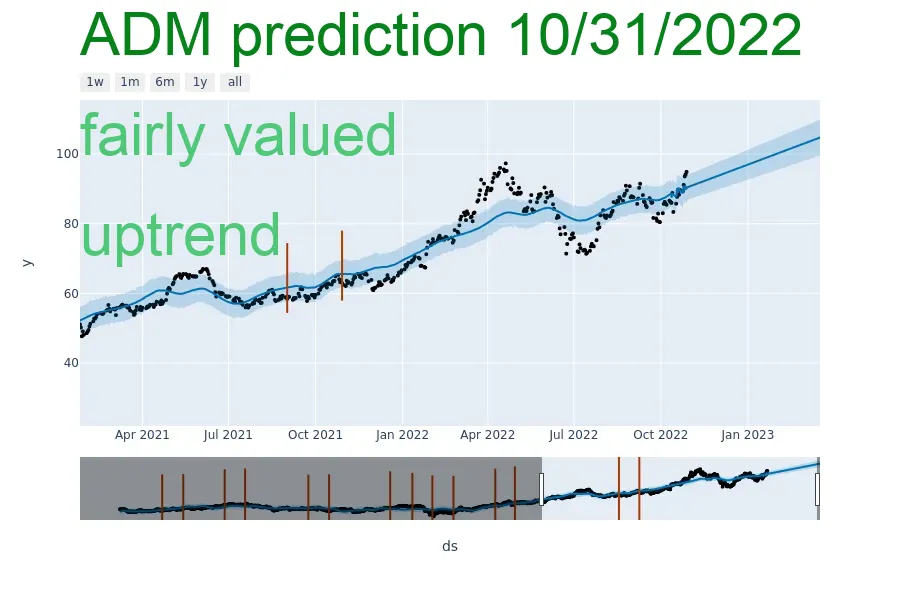 ADM prediction 10/31/2022
1w 1m 6m 1y all
fairly valued
100
80
uptrend
y
60
40
Apr 2021 Jul 2021 Oct 2021 Jan 2022 Apr 2022 Jul 2022 Oct 2022 Jan 2023
ds